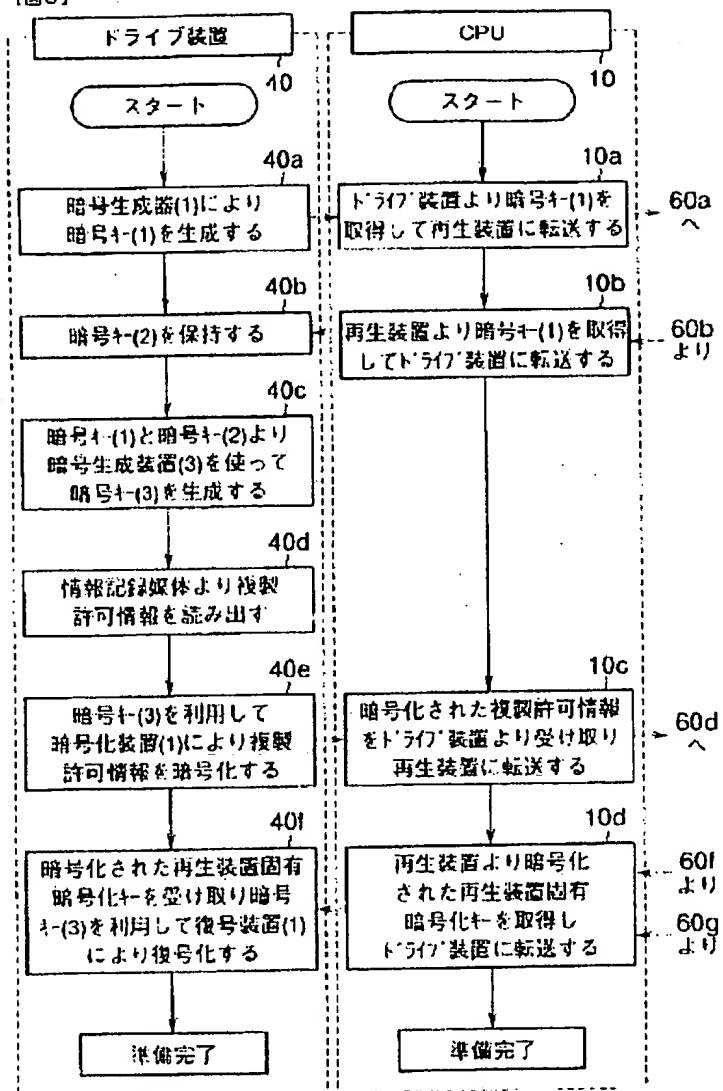 ドライブ装置
CPU
40
10
スタート
スタート
40a
10a
暗号生成器(1)により
暗号キー(1)を生成する
ドライブ装置より暗号キー(1)を
取得して再生装置に転送する
60a
へ
40b
10b
暗号キー(2)を保持する
再生装置より暗号キー(1)を取得
してドライブ装置に転送する
60b
より
40c
暗号キー(1)と暗号キー(2)より
暗号生成装置(3)を使って
暗号キー(3)を生成する
40d
情報記録媒体より複製
許可情報を読み出す
40e
10c
暗号キー(3)を利用して
暗号化装置(1)により複製
許可情報を暗号化する
暗号化された複製許可情報
をドライブ装置より受け取り
再生装置に転送する
60d
へ
40f
10d
暗号化された再生装置固有
暗号化キーを受け取り暗号
キー(3)を利用して復号装置(1)
により復号化する
再生装置より暗号化
された再生装置固有
暗号化キーを取得し
ドライブ装置に転送する
60f
より
60g
より
準備完了
準備完了